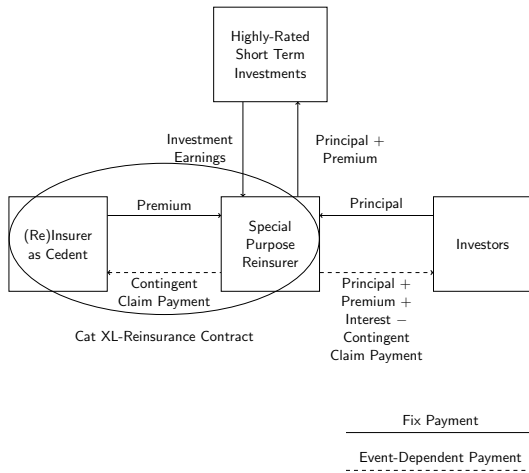 Highly-Rated
Short Term
Investments
Investment
Earnings
Principal +
Premium
(Re)Insurer
as Cedent
Premium
Special
Purpose
Reinsurer
Principal
Investors
Contingent
Claim Payment
Principal +
Premium +
Interest −
Contingent
Claim Payment
Cat XL-Reinsurance Contract
Fix Payment
Event-Dependent Payment